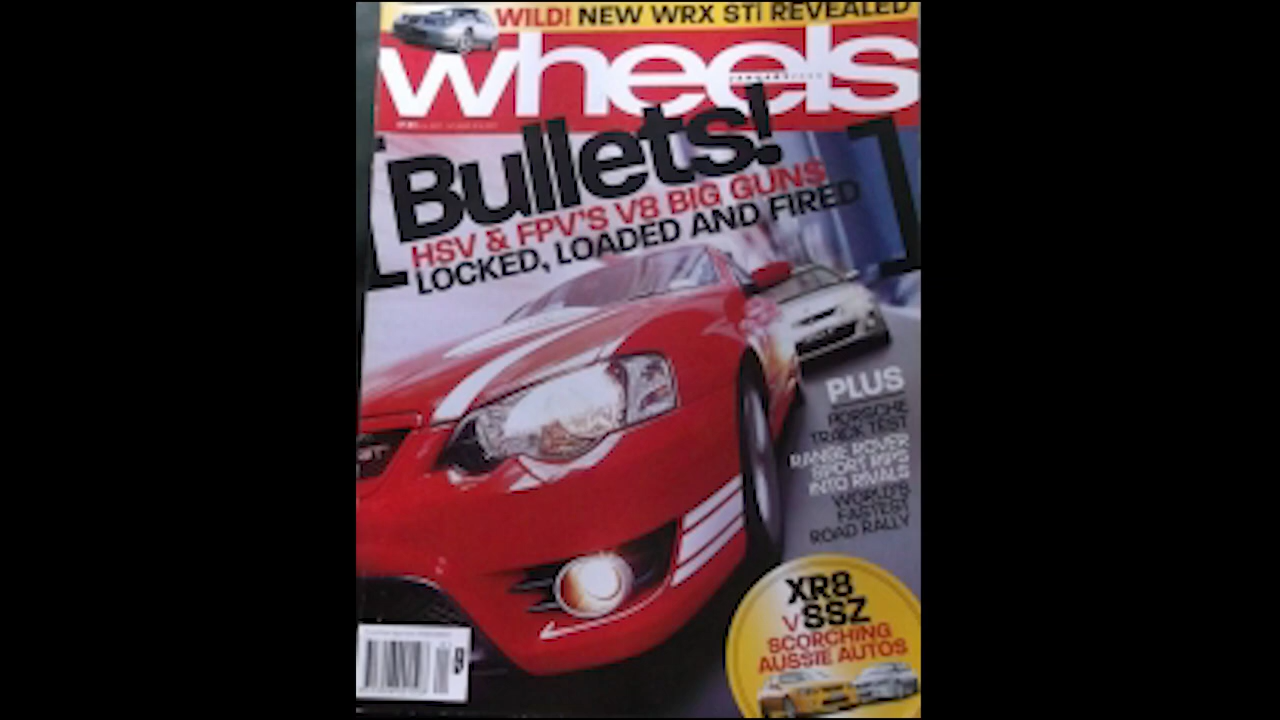 WILD! NEW WRX STi REVEALED
wheels
[Bullets!]
HSV & FPV'S V8 BIG GUNS
LOCKED, LOADED AND FIRED
PLUS
PORSCHE
TRACK TEST
RANGE ROVER
SPORT RIPS
INTO RIVALS
WORLD'S
FASTEST
ROAD RALLY
XR8
V SSZ
SCORCHING
AUSSIE AUTOS